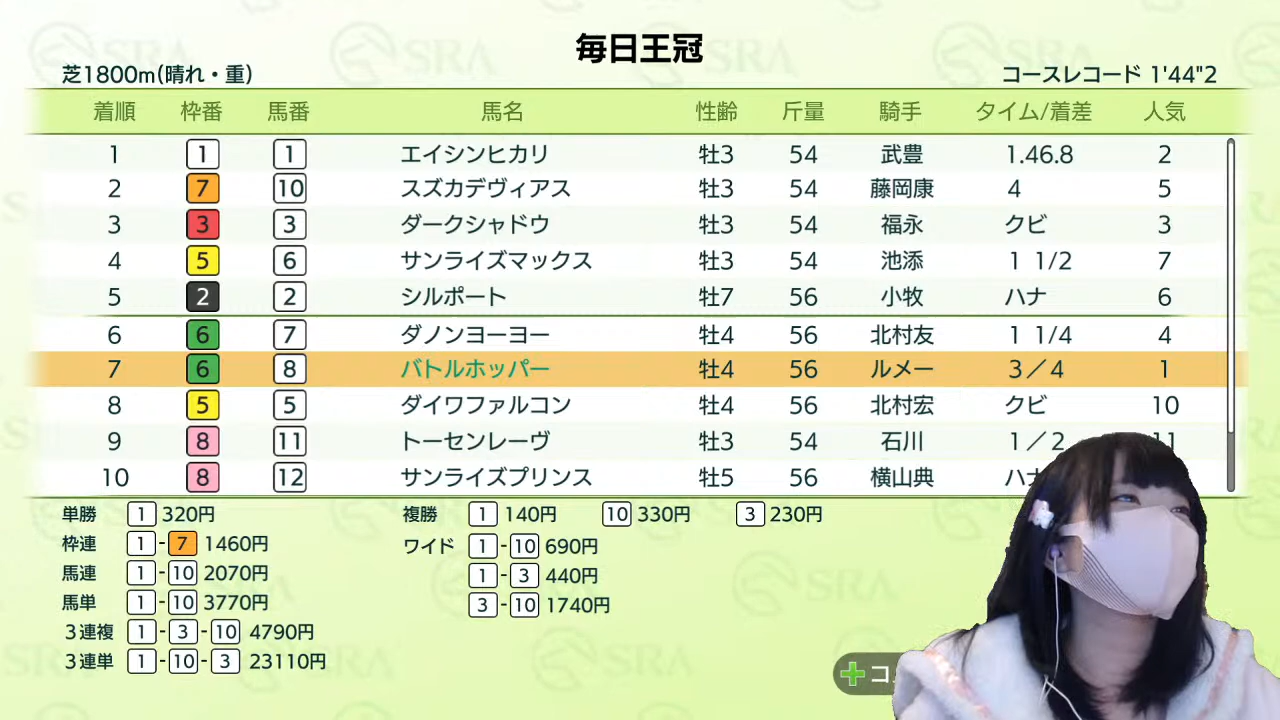 毎日王冠
芝1800m(晴れ・重)
コースレコード 1'44"2
着順 枠番 馬番 馬名 性齢 斤量 騎手 タイム/着差 人気
1 1 1 エイシンヒカリ 牡3 54 武豊 1.46.8 2
2 7 10 スズカデヴィアス 牡3 54 藤岡康 4 5
3 3 3 ダークシャドウ 牡3 54 福永 クビ 3
4 5 6 サンライズマックス 牡3 54 池添 1 1/2 7
5 2 2 シルポート 牡7 56 小牧 ハナ 6
6 6 7 ダノンヨーヨー 牡4 56 北村友 1 1/4 4
7 6 8 バトルホッパー 牡4 56 ルメー 3/4 1
8 5 5 ダイワファルコン 牡4 56 北村宏 クビ 10
9 8 11 トーセンレーヴ 牡3 54 石川 1/2 11
10 8 12 サンライズプリンス 牡5 56 横山典 ハナ
単勝 1 320円
枠連 1-7 1460円
馬連 1-10 2070円
馬単 1-10 3770円
3連複 1-3-10 4790円
3連単 1-10-3 23110円
複勝 1 140円 10 330円 3 230円
ワイド 1-10 690円
1-3 440円
3-10 1740円
SRA